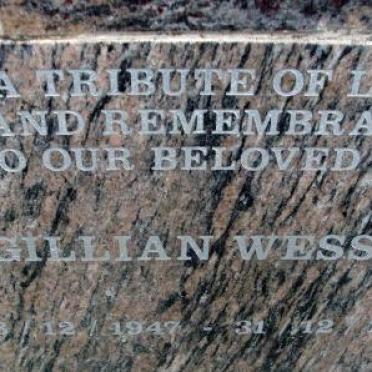 A TRIBUTE OF L
AND REMEMBRA
O OUR BELOVED
GILLIAN WESS
/ 12 / 1947 - 31 / 12 /